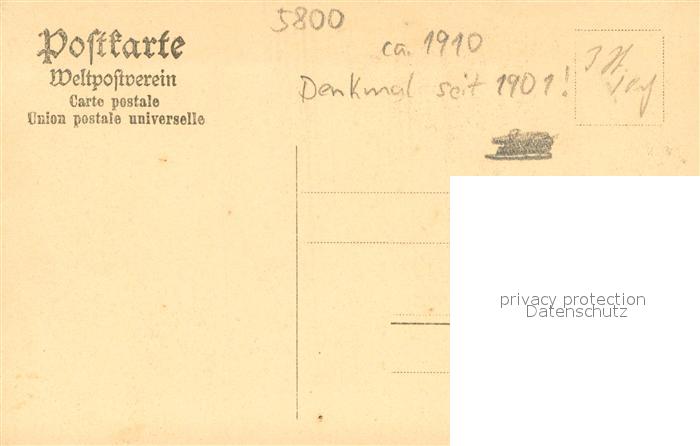 5800
Postkarte
ca. 1910
Weltpostverein
Denkmal seit 1901!
Carte postale
Union postale universelle
privacy protection
Datenschutz